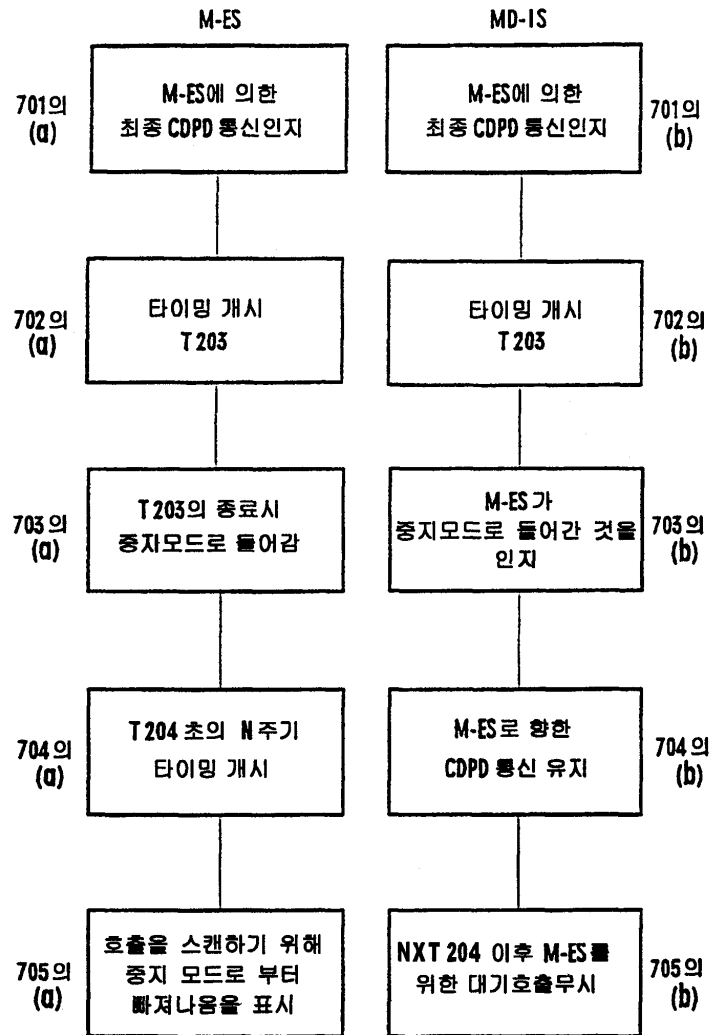 M-ES
MD-IS
701의
(a)
M-ES에 의한
최종 CDPD 통신인지
M-ES에 의한
최종 CDPD 통신인지
701의
(b)
702의
(a)
타이밍 개시
T203
타이밍 개시
T203
702의
(b)
703의
(a)
T203의 종료시
중지모드로 들어감
M-ES가
중지모드로 들어간 것을
인지
703의
(b)
704의
(a)
T204 초의 N주기
타이밍 개시
M-ES로 향한
CDPD 통신 유지
704의
(b)
705의
(a)
호출을 스캔하기 위해
중지 모드로 부터
빠져나옴을 표시
NXT 204 이후 M-ES를
위한 대기호출무시
705의
(b)